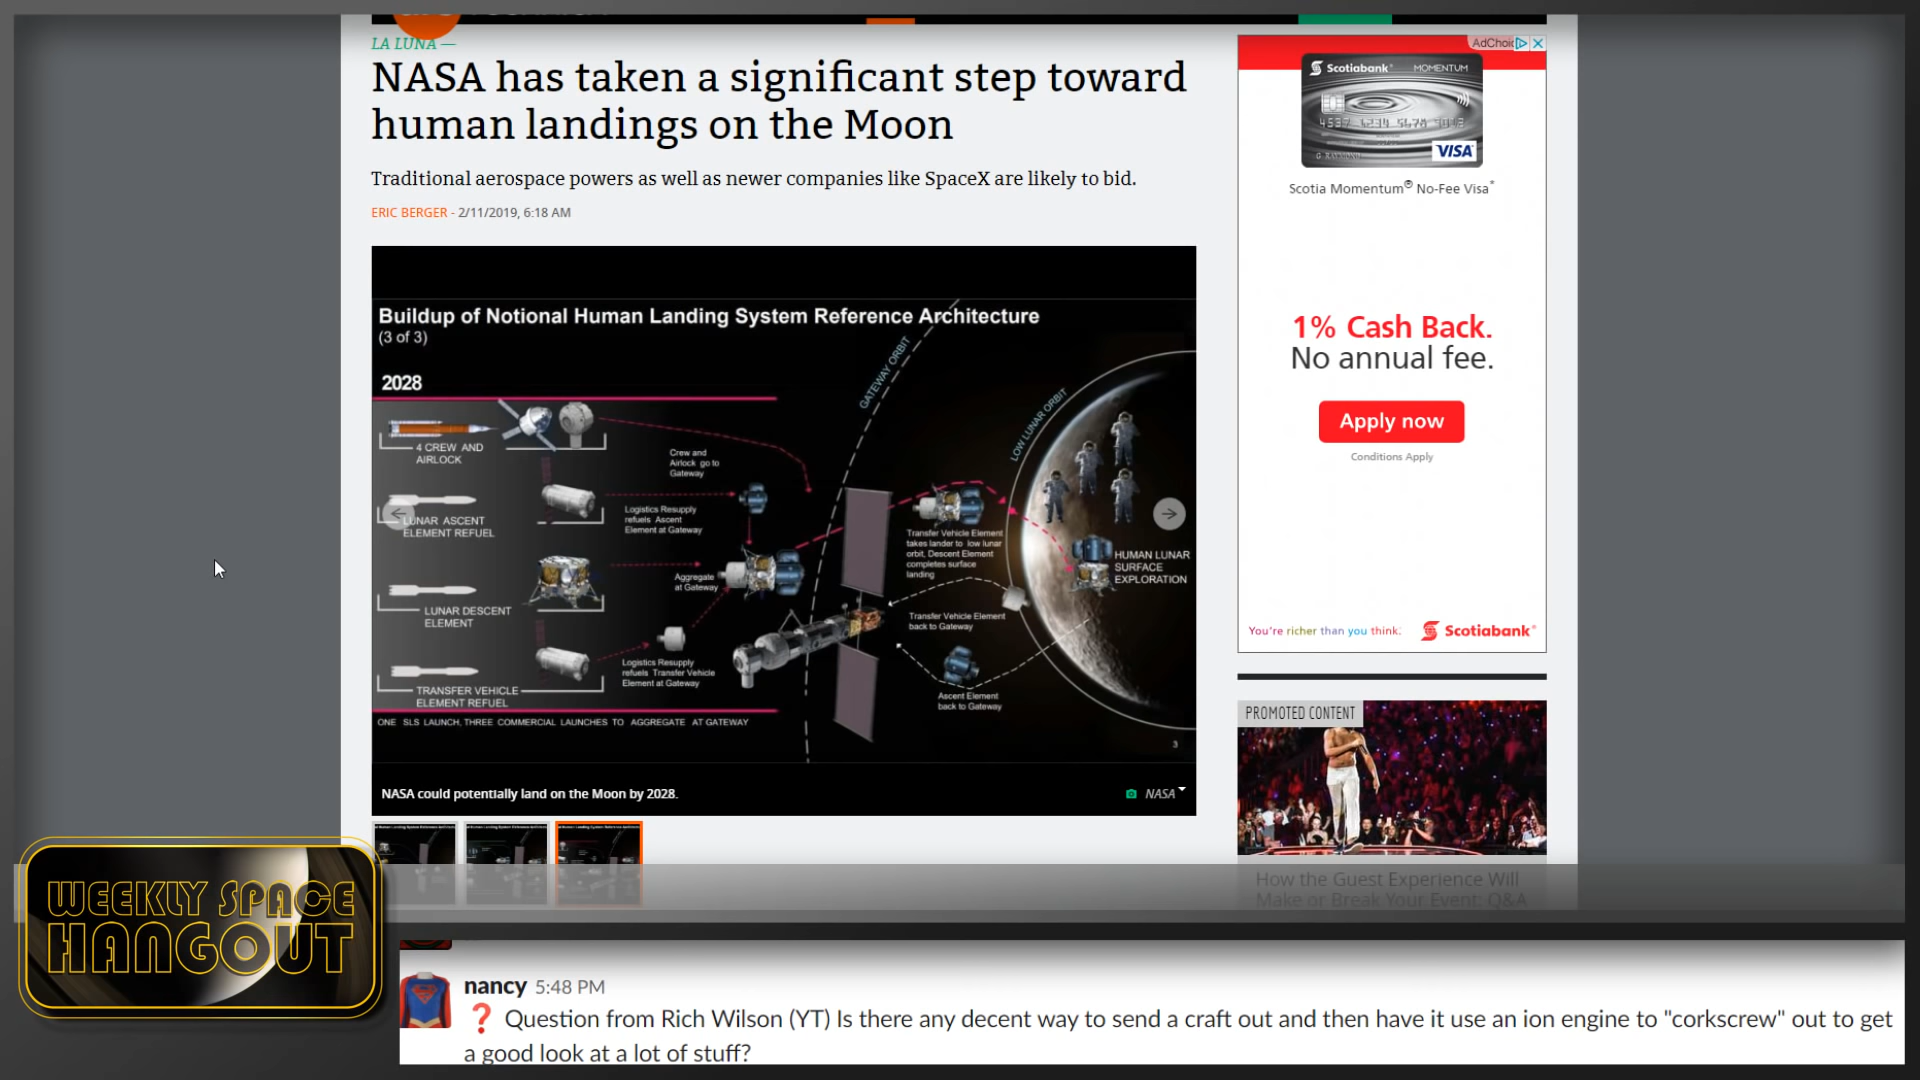 LA LUNA —
NASA has taken a significant step toward
human landings on the Moon
Traditional aerospace powers as well as newer companies like SpaceX are likely to bid.
ERIC BERGER - 2/11/2019, 6:18 AM
Buildup of Notional Human Landing System Reference Architecture
(3 of 3)
2028
4 CREW AND
AIRLOCK
LUNAR ASCENT
ELEMENT REFUEL
LUNAR DESCENT
ELEMENT
TRANSFER VEHICLE
ELEMENT REFUEL
ONE SLS LAUNCH, THREE COMMERCIAL LAUNCHES TO AGGREGATE AT GATEWAY
Crew and
Airlock go to
Gateway
Logistics Resupply
refuels Ascent
Element at Gateway
Aggregate
at Gateway
Logistics Resupply
refuels Transfer Vehicle
Element at Gateway
GATEWAY ORBIT
LOW LUNAR ORBIT
Transfer Vehicle Element
takes lander to low lunar
orbit, Descent Element
completes surface
landing
HUMAN LUNAR
SURFACE
EXPLORATION
Transfer Vehicle Element
back to Gateway
Ascent Element
back to Gateway
3
NASA could potentially land on the Moon by 2028.
NASA
AdChoic
Scotiabank MOMENTUM
VISA
Scotia Momentum® No-Fee Visa*
1% Cash Back.
No annual fee.
Apply now
Conditions Apply
You're richer than you think.
Scotiabank
PROMOTED CONTENT
How the Guest Experience Will
Make or Break Your Event: Q&A
WEEKLY SPACE
HANGOUT
nancy 5:48 PM
❓ Question from Rich Wilson (YT) Is there any decent way to send a craft out and then have it use an ion engine to "corkscrew" out to get
a good look at a lot of stuff?